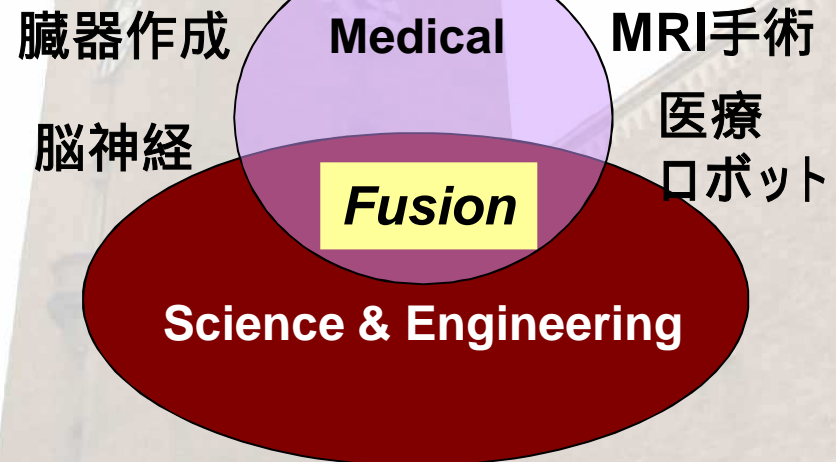 臓器作成
Medical
MRI手術
脳神経
医療
ロボット
Fusion
Science & Engineering